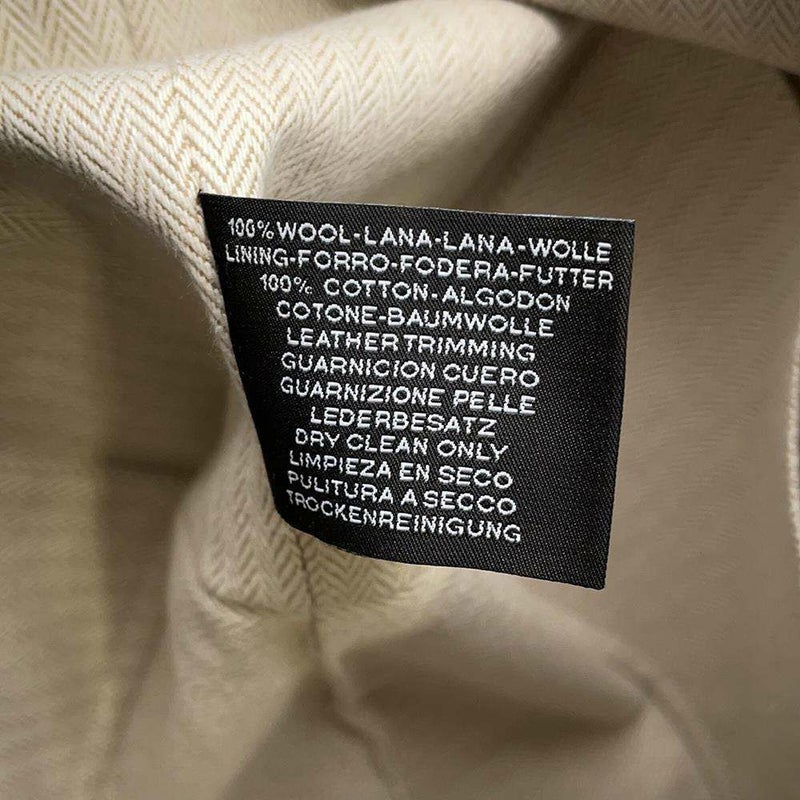 100% WOOL-LANA-LANA-WOLLE
LINING-FORRO-FODERA-FUTTER
100% COTTON-ALGODON
COTONE-BAUMWOLLE
LEATHER TRIMMING
GUARNICION CUERO
GUARNIZIONE PELLE
LEDERBESATZ
DRY CLEAN ONLY
LIMPIEZA EN SECO
PULITURA A SECCO
TROCKENREINIGUNG